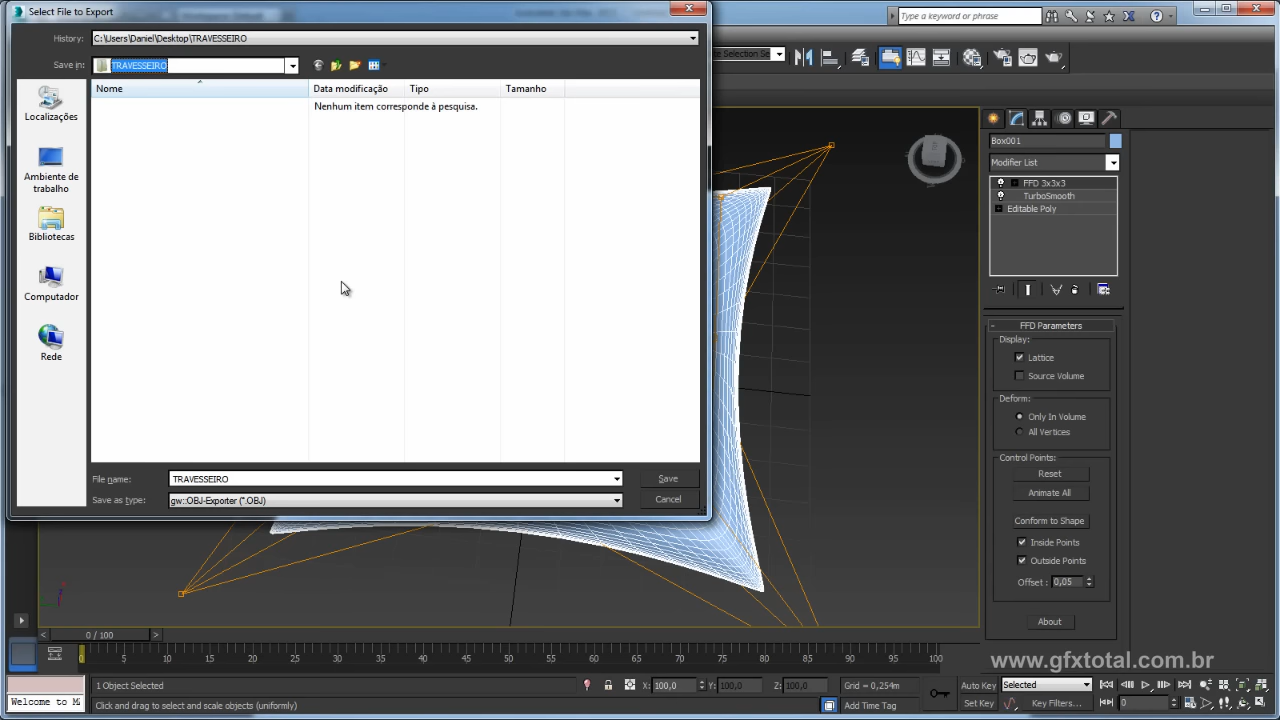 Select File to Export
History:
C:\Users\Daniel\Desktop\TRAVESSEIRO
Save in:
TRAVESSEIRO
Nome
Data modificação
Tipo
Tamanho
Nenhum item corresponde à pesquisa.
Localizações
Ambiente de
trabalho
Bibliotecas
Computador
Rede
File name:
TRAVESSEIRO
Save
Save as type:
gw::OBJ-Exporter (*.OBJ)
Cancel
Type a keyword or phrase
Selection Se
Box001
Modifier List
FFD 3x3x3
TurboSmooth
Editable Poly
FFD Parameters
Display:
Lattice
Source Volume
Deform:
Only In Volume
All Vertices
Control Points:
Reset
Animate All
Conform to Shape
Inside Points
Outside Points
Offset : 0,05
About
< 0 / 100 >
0 5 10 15 20 25 30 35 40 45 50 55 60 65 70 75 80 85 90 95 100
www.gfxtotal.com.br
1 Object Selected
X: 100,0 Y: 100,0 Z: 100,0
Grid = 0,254m
Auto Key
Selected
Welcome to M
Click and drag to select and scale objects (uniformly)
Add Time Tag
Set Key
Key Filters...
0